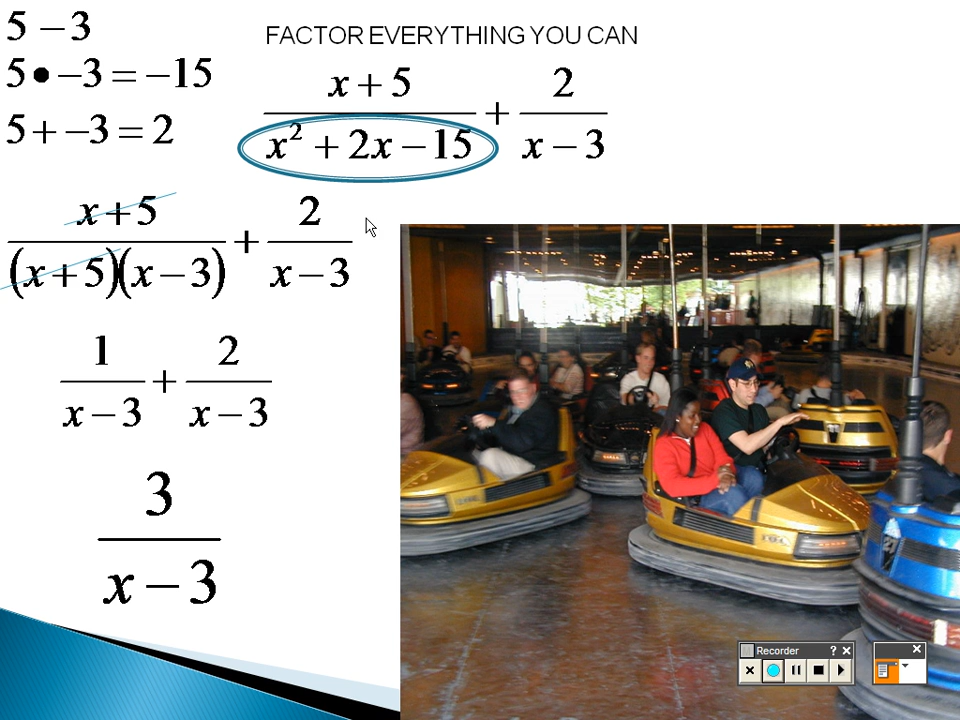 5 − 3
5 • −3 = −15
5 + −3 = 2
FACTOR EVERYTHING YOU CAN
x + 5
x² + 2x − 15
+
2
x − 3
x + 5
(x + 5)(x − 3)
+
2
x − 3
1
x − 3
+
2
x − 3
3
x − 3
Recorder ? ×